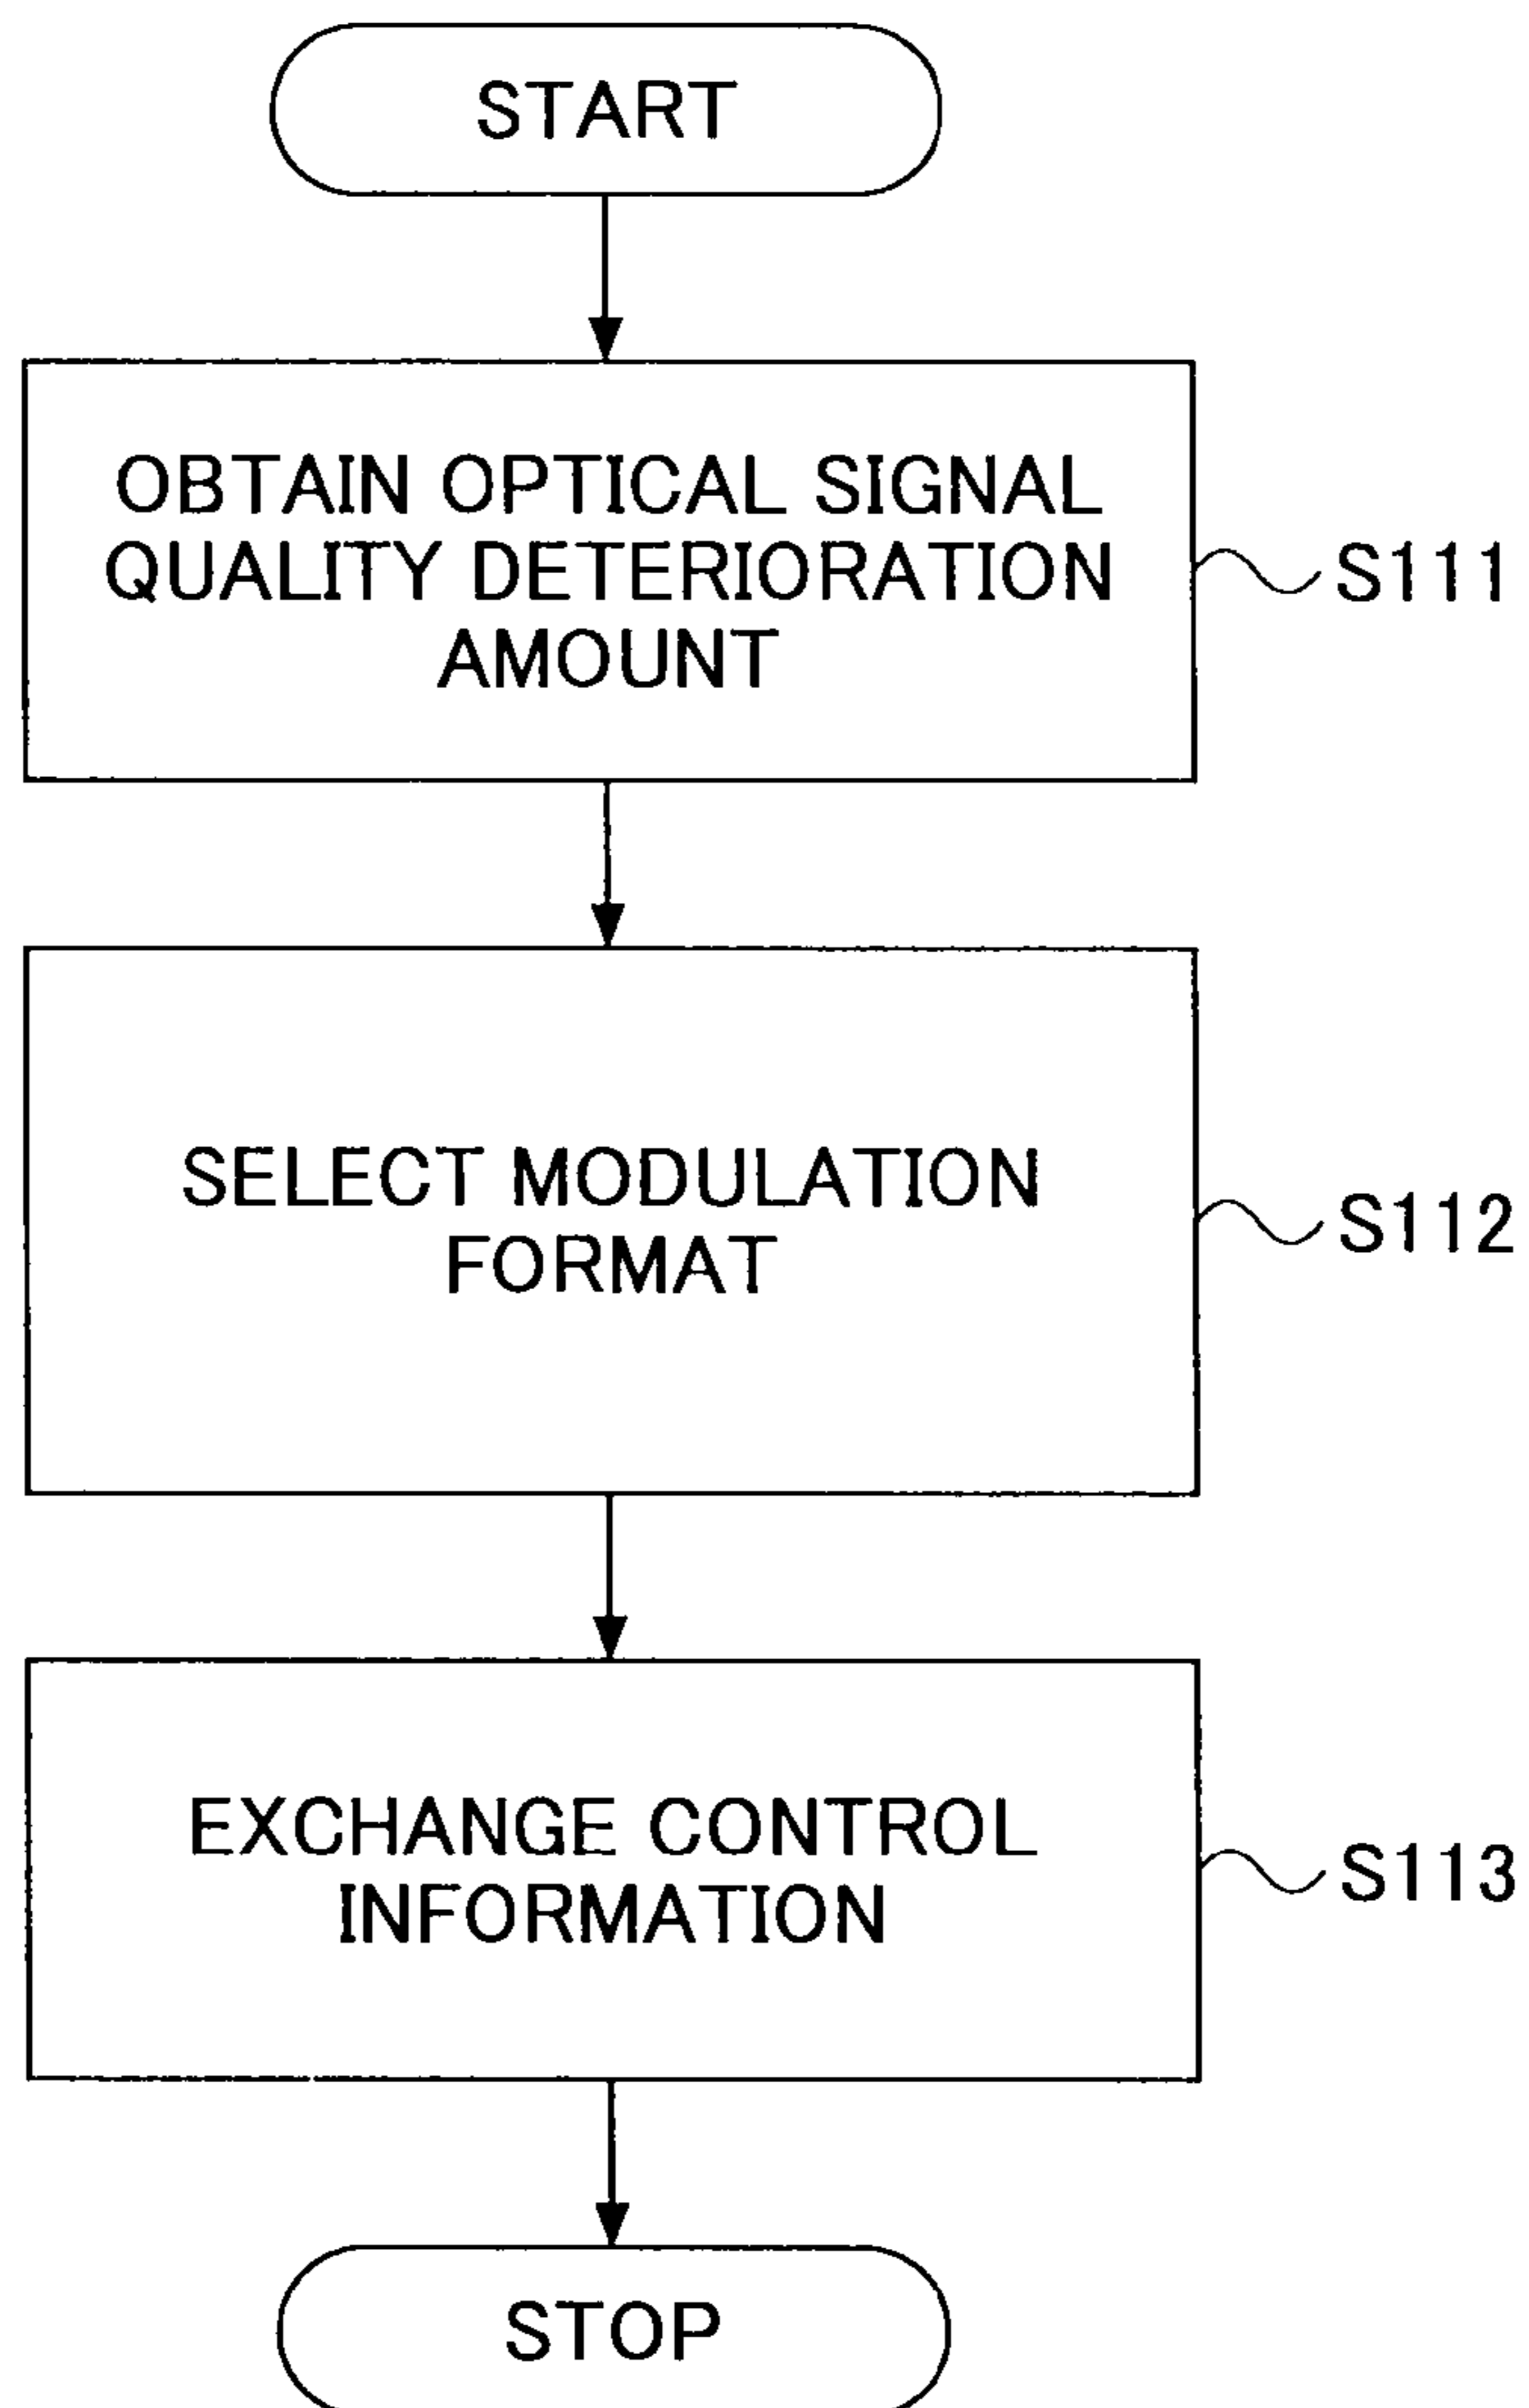 START
OBTAIN OPTICAL SIGNAL
QUALITY DETERIORATION
AMOUNT
S111
SELECT MODULATION
FORMAT
S112
EXCHANGE CONTROL
INFORMATION
S113
STOP